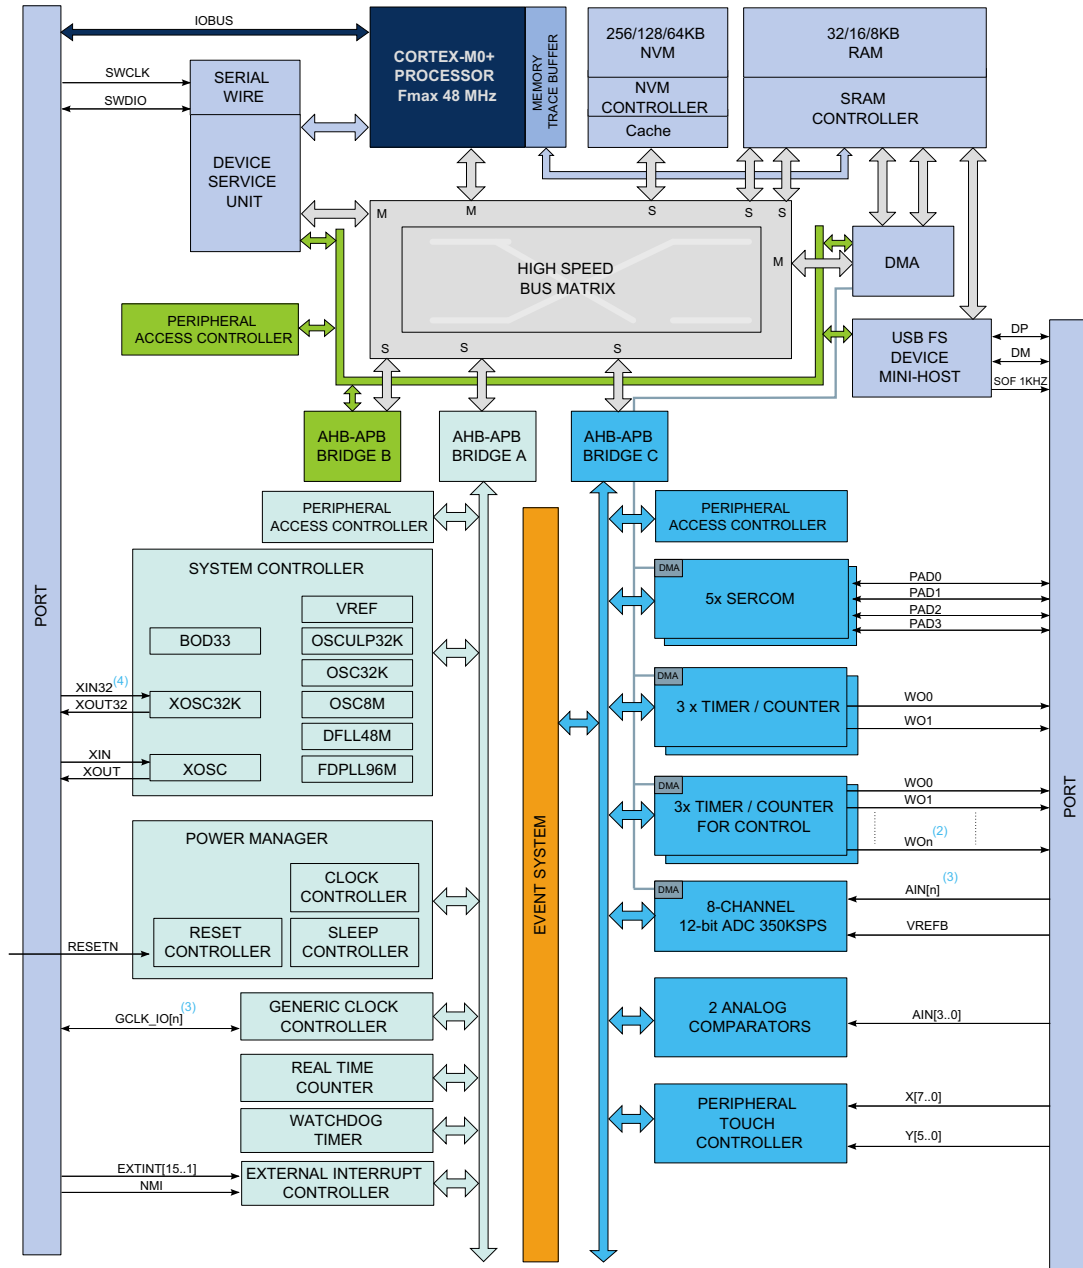 IOBUS
CORTEX-M0+
PROCESSOR
Fmax 48 MHz
MEMORY
TRACE BUFFER
256/128/64KB
NVM
NVM
CONTROLLER
Cache
32/16/8KB
RAM
SRAM
CONTROLLER
SWCLK
SWDIO
SERIAL
WIRE
DEVICE
SERVICE
UNIT
M
M
S
S
S
M
HIGH SPEED
BUS MATRIX
S
S
S
DMA
PERIPHERAL
ACCESS CONTROLLER
USB FS
DEVICE
MINI-HOST
DP
DM
SOF 1KHZ
AHB-APB
BRIDGE B
AHB-APB
BRIDGE A
AHB-APB
BRIDGE C
PORT
PORT
EVENT SYSTEM
PERIPHERAL
ACCESS CONTROLLER
SYSTEM CONTROLLER
VREF
BOD33
OSCULP32K
OSC32K
XOSC32K
OSC8M
DFLL48M
XOSC
FDPLL96M
XIN32(4)
XOUT32
XIN
XOUT
POWER MANAGER
CLOCK
CONTROLLER
RESET
CONTROLLER
SLEEP
CONTROLLER
RESETN
GCLK_IO[n](3)
GENERIC CLOCK
CONTROLLER
REAL TIME
COUNTER
WATCHDOG
TIMER
EXTINT[15..1]
NMI
EXTERNAL INTERRUPT
CONTROLLER
PERIPHERAL
ACCESS CONTROLLER
DMA
5x SERCOM
PAD0
PAD1
PAD2
PAD3
DMA
3 x TIMER / COUNTER
WO0
WO1
DMA
3x TIMER / COUNTER
FOR CONTROL
WO0
WO1
WOn(2)
DMA
8-CHANNEL
12-bit ADC 350KSPS
AIN[n](3)
VREFB
2 ANALOG
COMPARATORS
AIN[3..0]
PERIPHERAL
TOUCH
CONTROLLER
X[7..0]
Y[5..0]